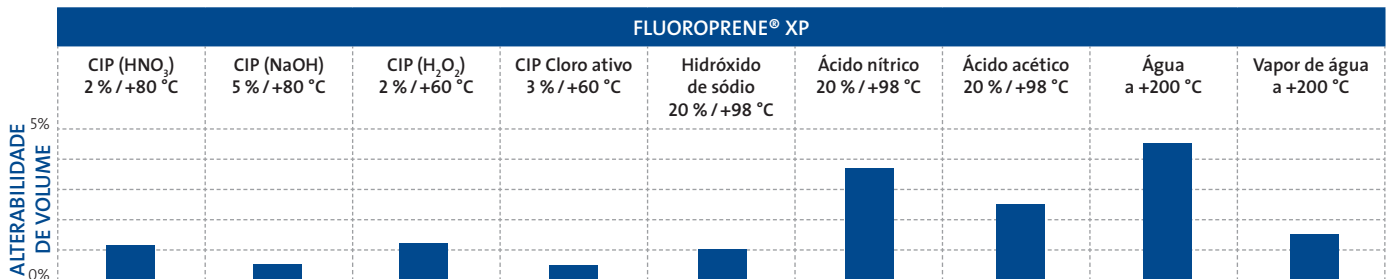 FLUOROPRENE® XP
CIP (HNO₃)
2 % / +80 °C
CIP (NaOH)
5 % / +80 °C
CIP (H₂O₂)
2 % / +60 °C
CIP Cloro ativo
3 % / +60 °C
Hidróxido
de sódio
20 % / +98 °C
Ácido nítrico
20 % / +98 °C
Ácido acético
20 % / +98 °C
Água
a +200 °C
Vapor de água
a +200 °C
ALTERABILIDADE
DE VOLUME
5%
0%